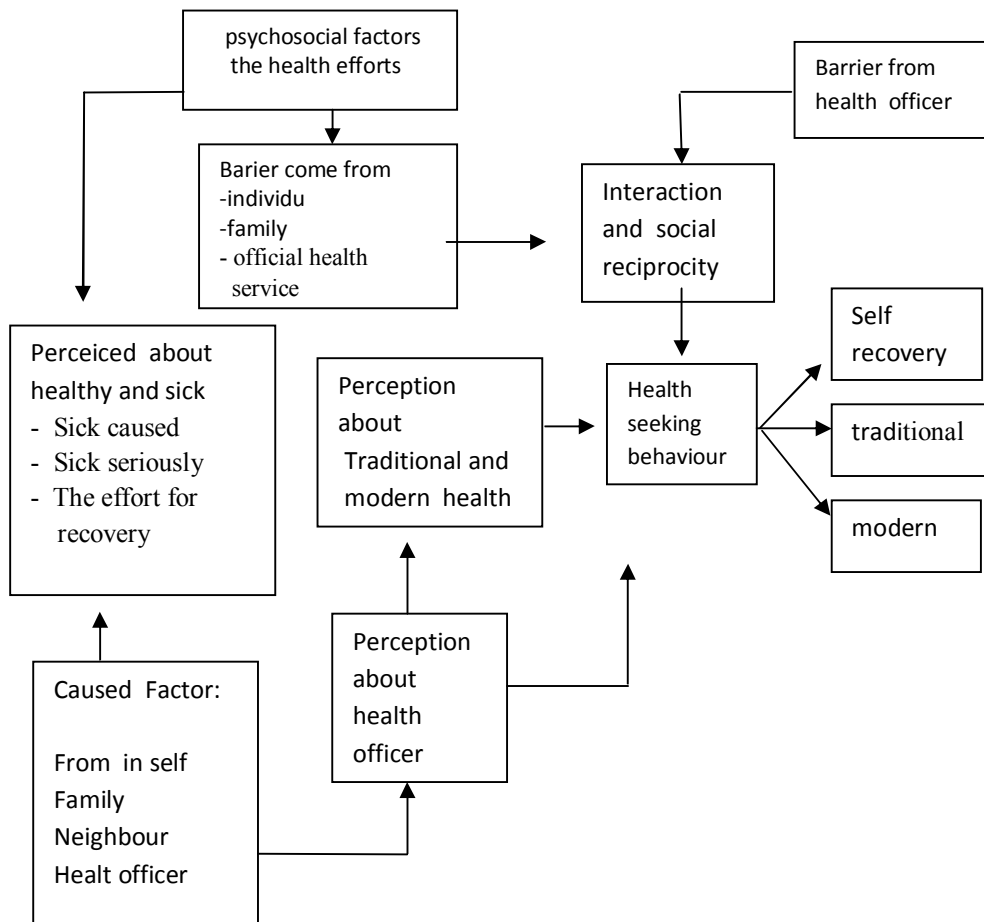 psychosocial factors
the health efforts
Barrier from
health officer
Barier come from
-individu
-family
- official health
service
Interaction
and social
reciprocity
Perceiced about
healthy and sick
- Sick caused
- Sick seriously
- The effort for
recovery
Perception
about
Traditional and
modern health
Health
seeking
behaviour
Self
recovery
traditional
modern
Perception
about
health
officer
Caused Factor:
From in self
Family
Neighbour
Healt officer